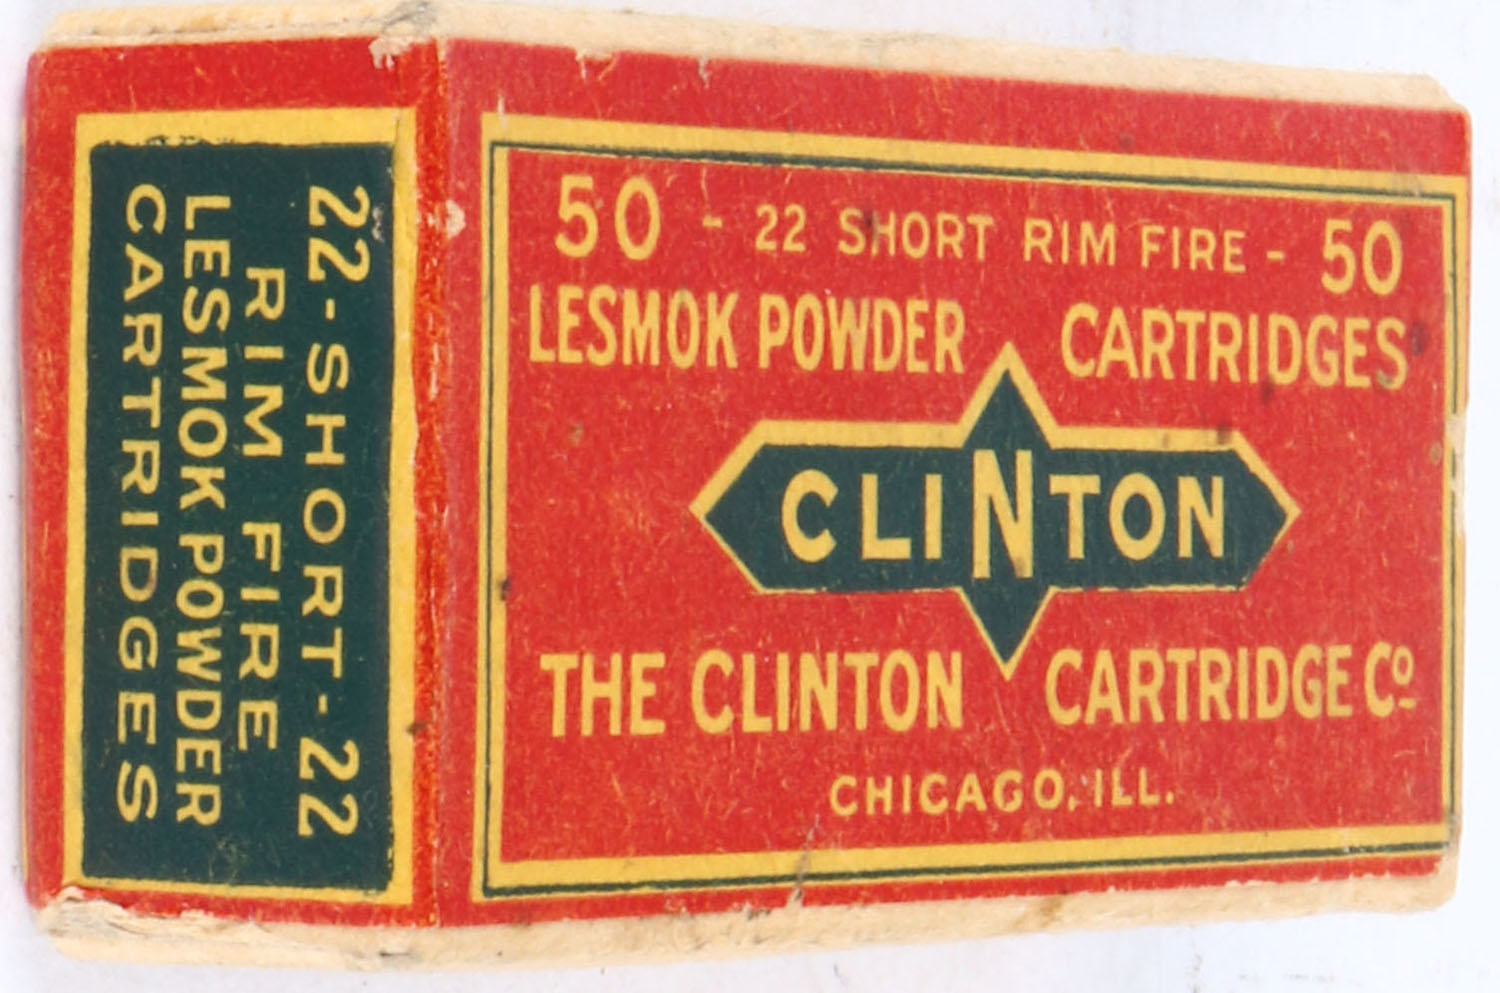 50 - 22 SHORT RIM FIRE - 50
LESMOK POWDER CARTRIDGES
CLINTON
THE CLINTON CARTRIDGE Co.
CHICAGO, ILL.
22-SHORT-22
RIM FIRE
LESMOK POWDER
CARTRIDGES